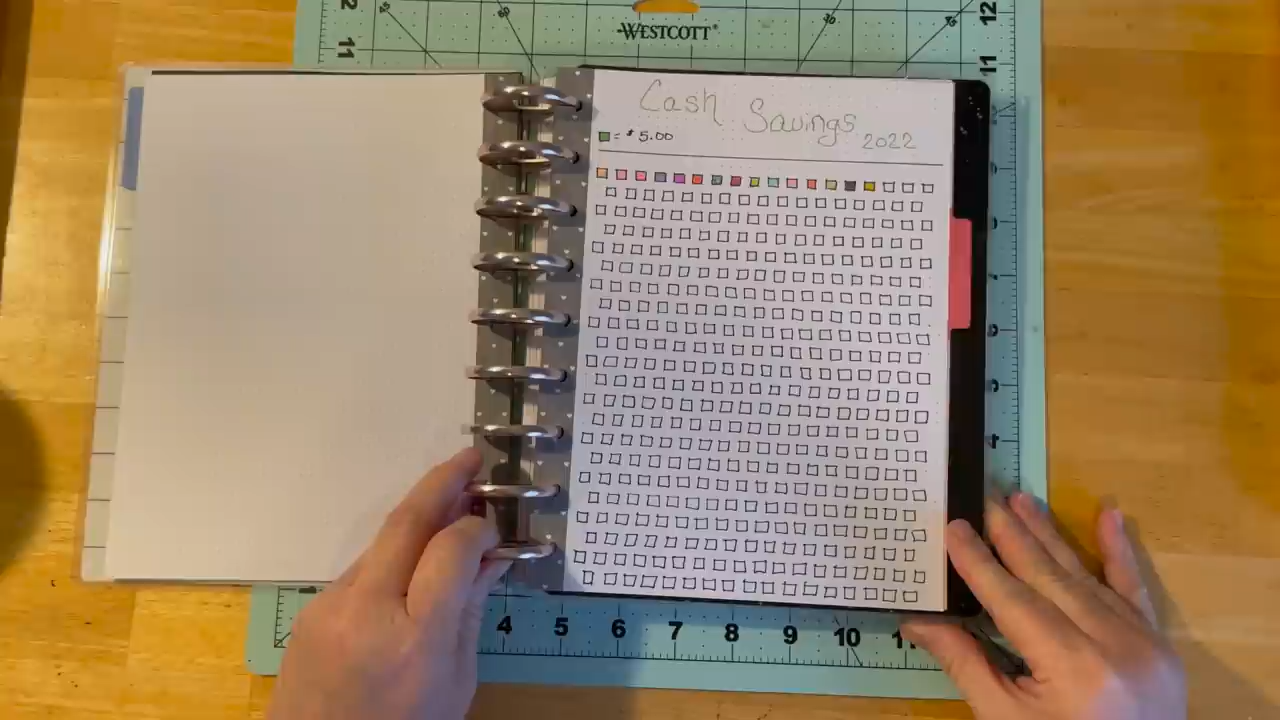 WESTCOTT®
12
11
12
11
Cash Savings 2022
= $5.00
4 5 6 7 8 9 10 11